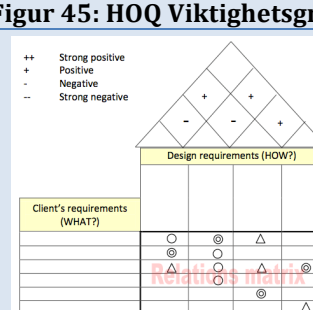 Figur 45: HOQ Viktighetsgr
++ Strong positive
+ Positive
- Negative
-- Strong negative
+ +
- - +
Design requirements (HOW?)
Client's requirements
(WHAT?)
Relations matrix